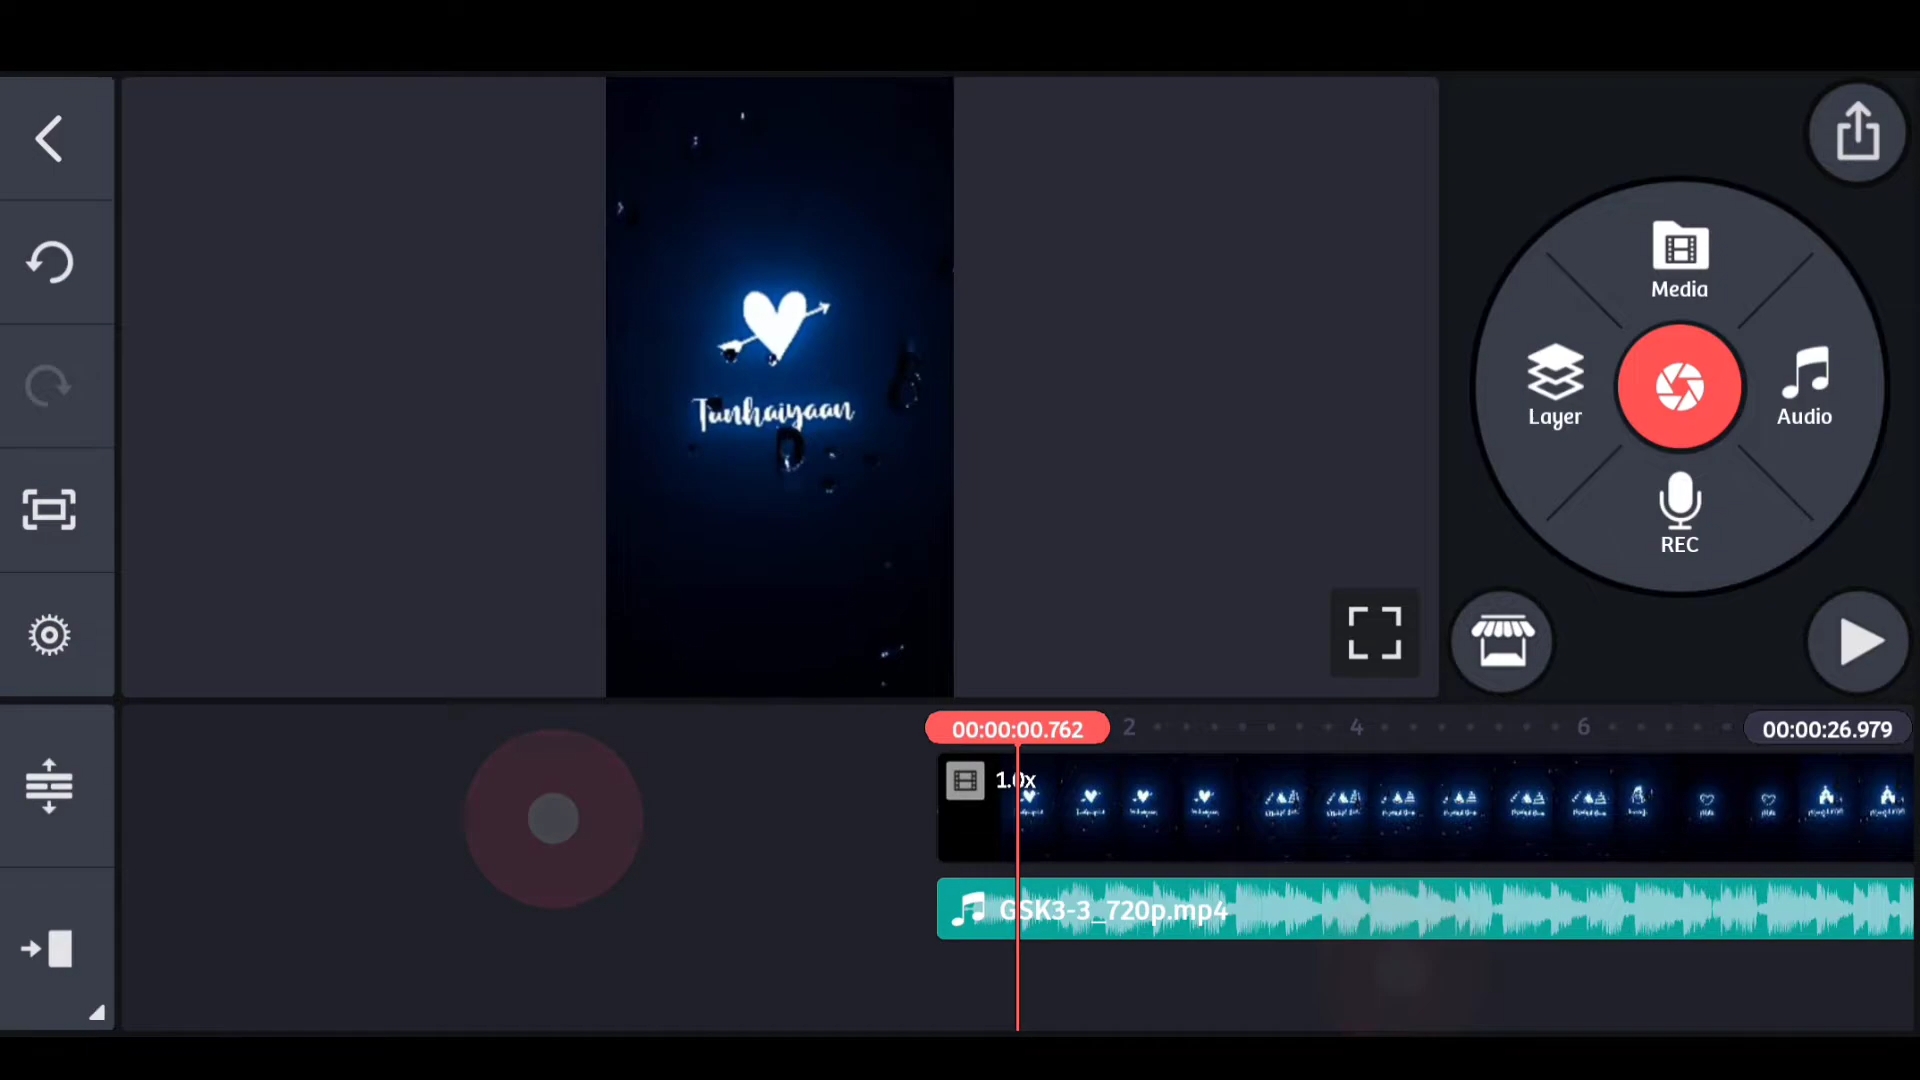 Tanhaiyaan
Media
Layer
Audio
REC
00:00:00.762
2
4
6
00:00:26.979
1.0x
GSK3-3_720p.mp4